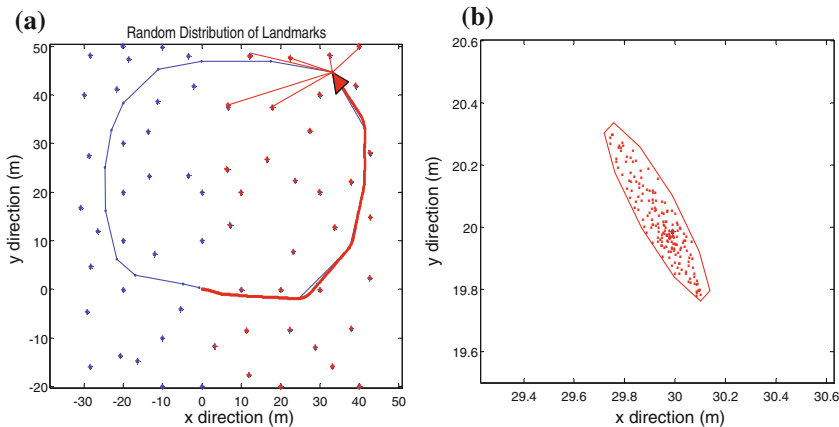 (a)
Random Distribution of Landmarks
50
40
30
20
10
0
-10
-20
-30 -20 -10 0 10 20 30 40 50
x direction (m)
y direction (m)
(b)
20.6
20.4
20.2
20
19.8
19.6
29.4 29.6 29.8 30 30.2 30.4 30.6
x direction (m)
y direction (m)